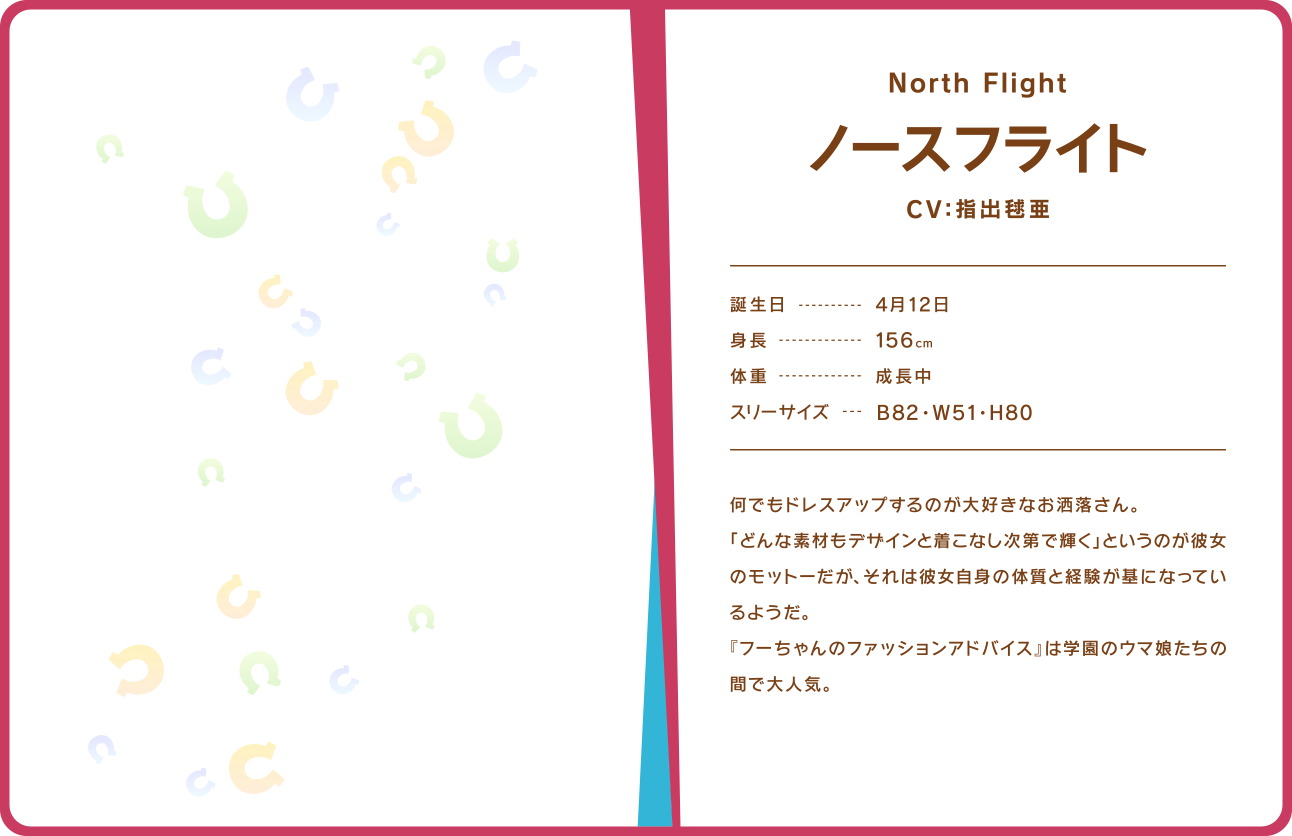 North Flight
ノースフライト
CV:指出毬亜
誕生日 ---------- 4月12日
身長 ------------- 156cm
体重 ------------- 成長中
スリーサイズ --- B82・W51・H80
何でもドレスアップするのが大好きなお洒落さん。
「どんな素材もデザインと着こなし次第で輝く」というのが彼女
のモットーだが、それは彼女自身の体質と経験が基になってい
るようだ。
『フーちゃんのファッションアドバイス』は学園のウマ娘たちの
間で大人気。